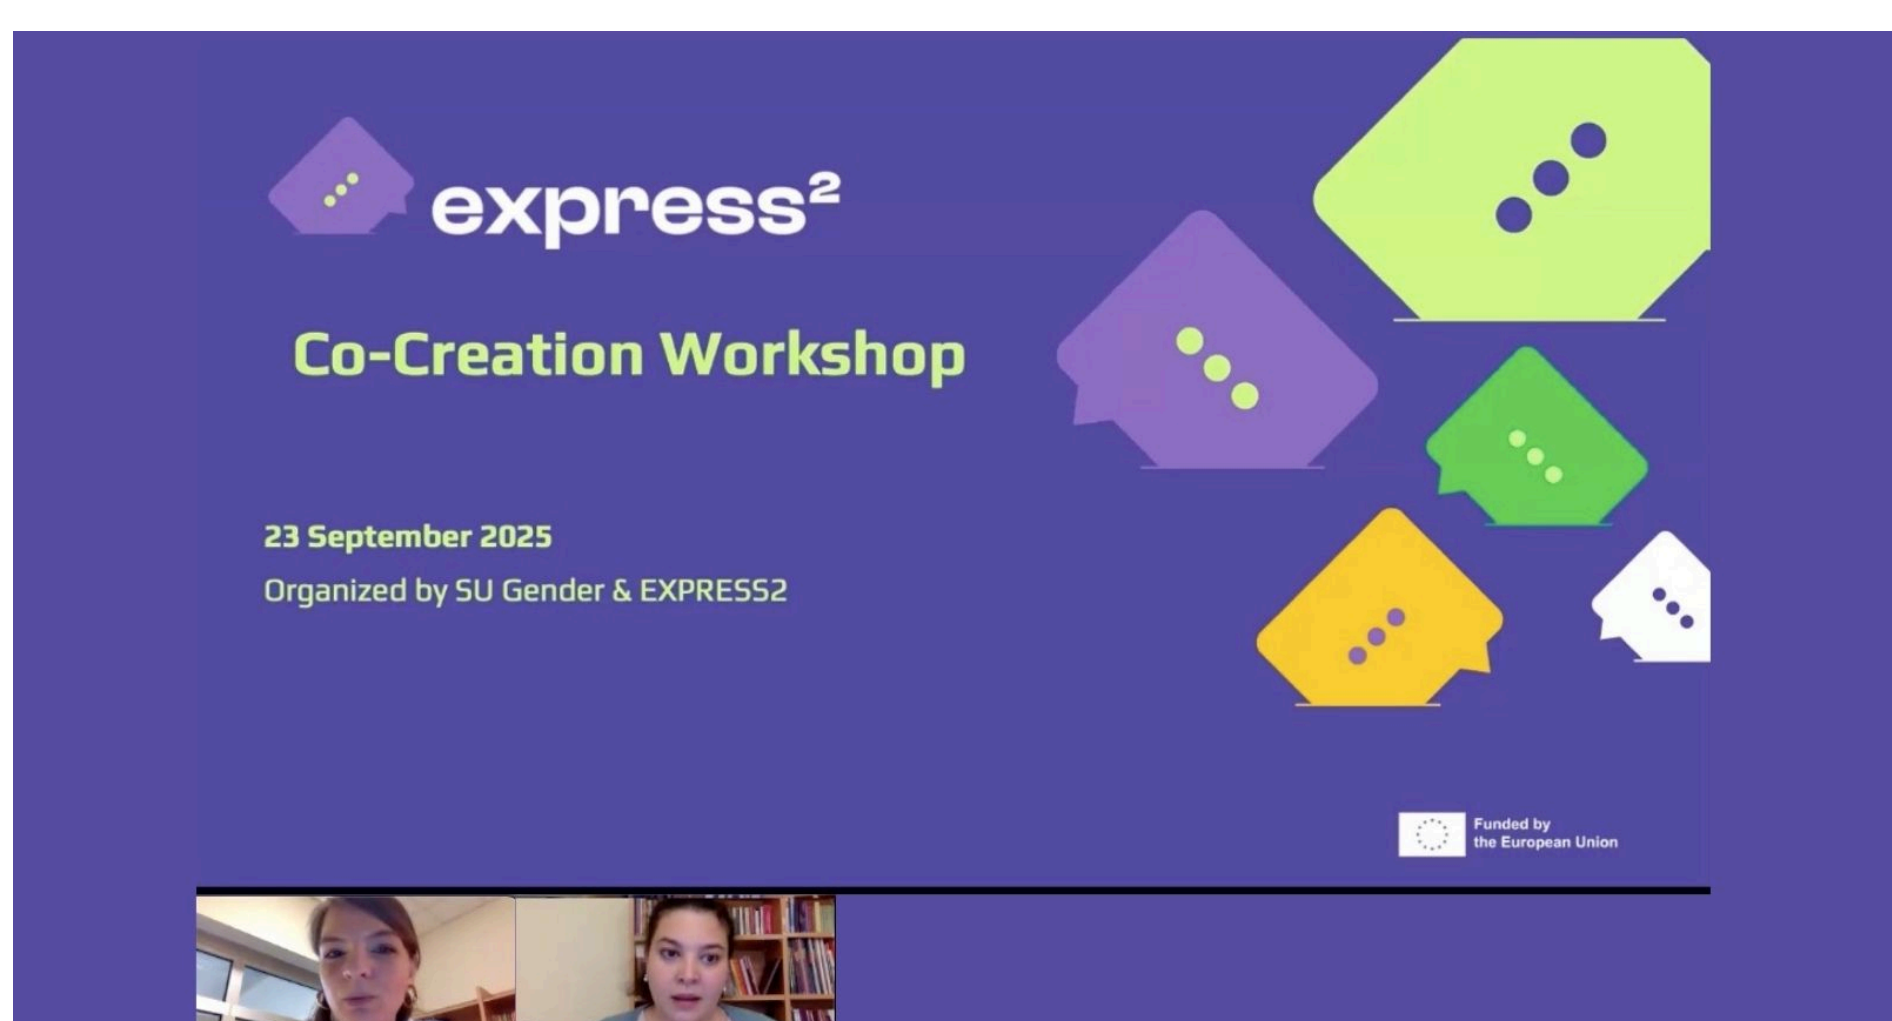 express²
Co-Creation Workshop
23 September 2025
Organized by SU Gender & EXPRESS2
Funded by
the European Union